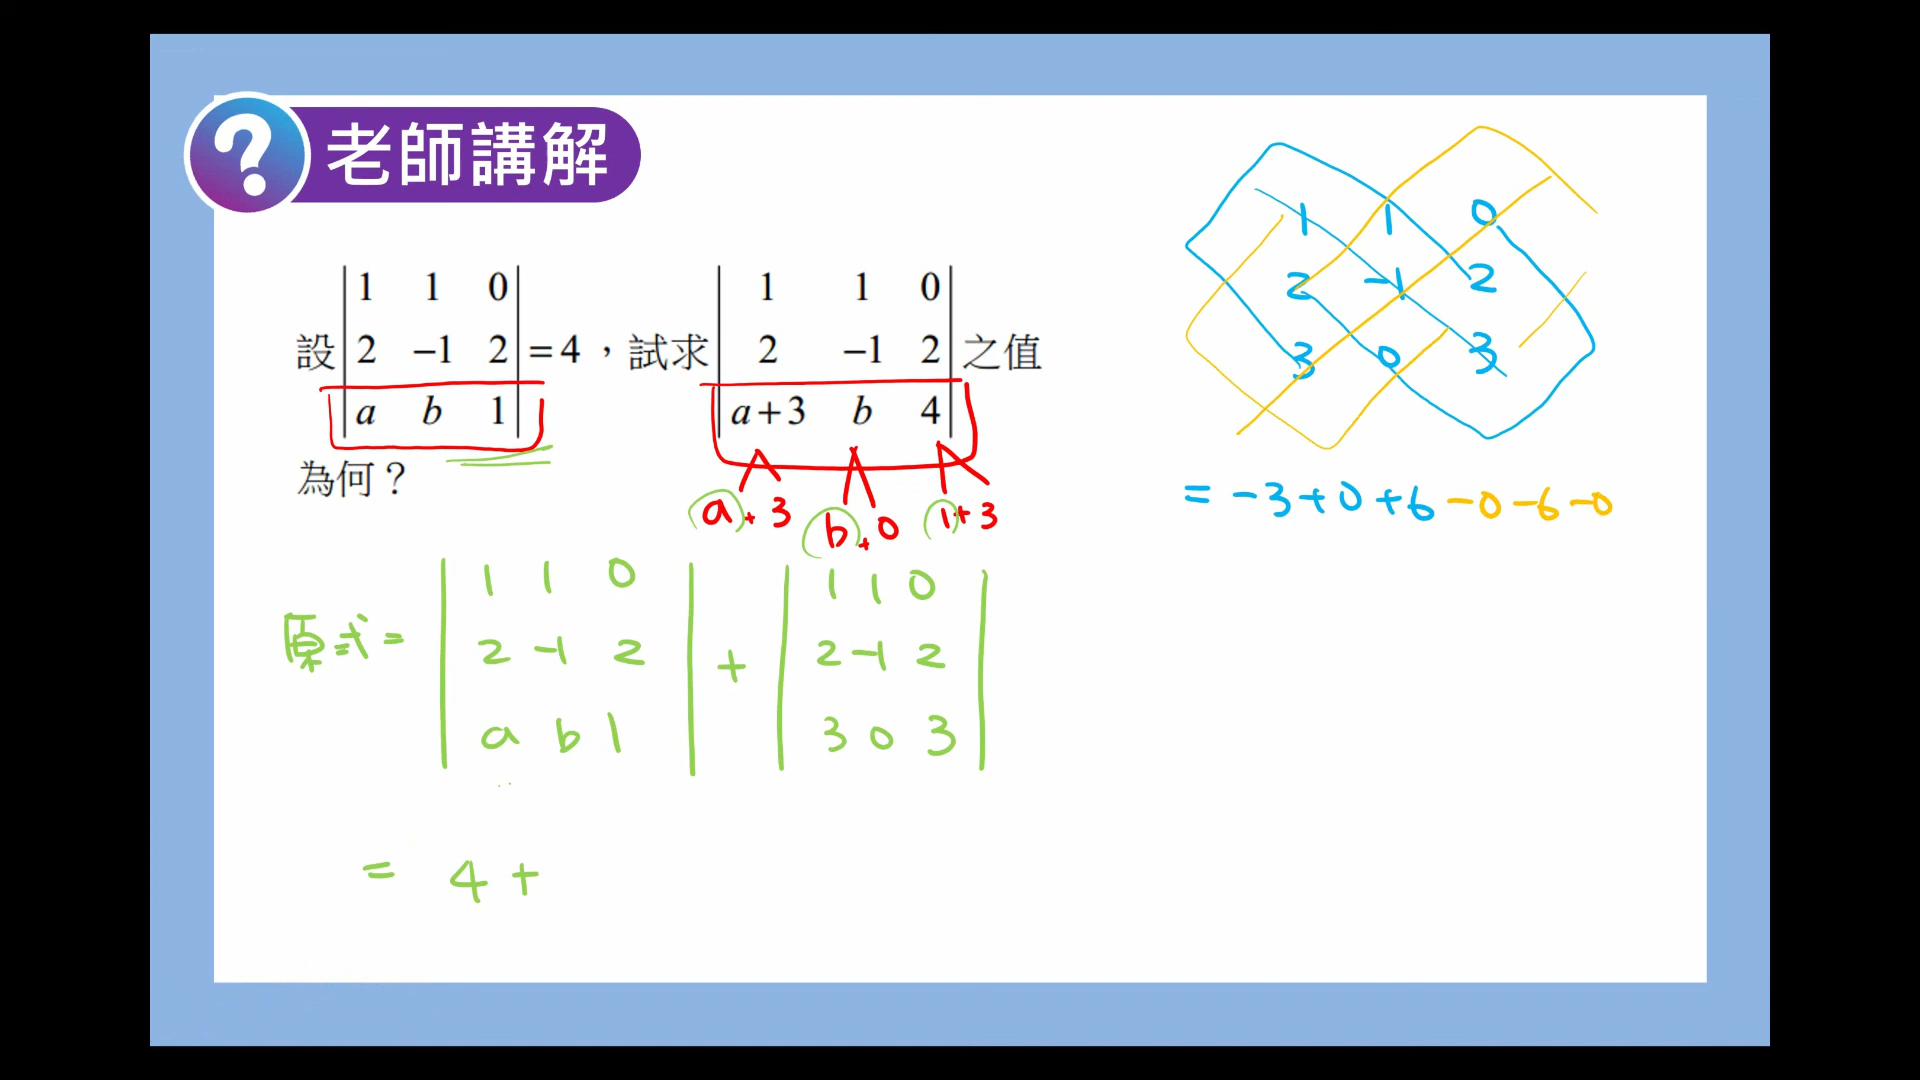 ?
老師講解
設 | 1 1 0 | = 4 ，試求 | 1 1 0 | 之值
| 2 −1 2 | | 2 −1 2 |
| a b 1 | | a+3 b 4 |
為何？
a + 3 b + 0 1 + 3
原式 = | 1 1 0 | + | 1 1 0 |
| 2 -1 2 | | 2 -1 2 |
| a b 1 | | 3 0 3 |
= 4 +
1 1 0
2 -1 2
3 0 3
= -3 + 0 + 6 - 0 - 6 - 0